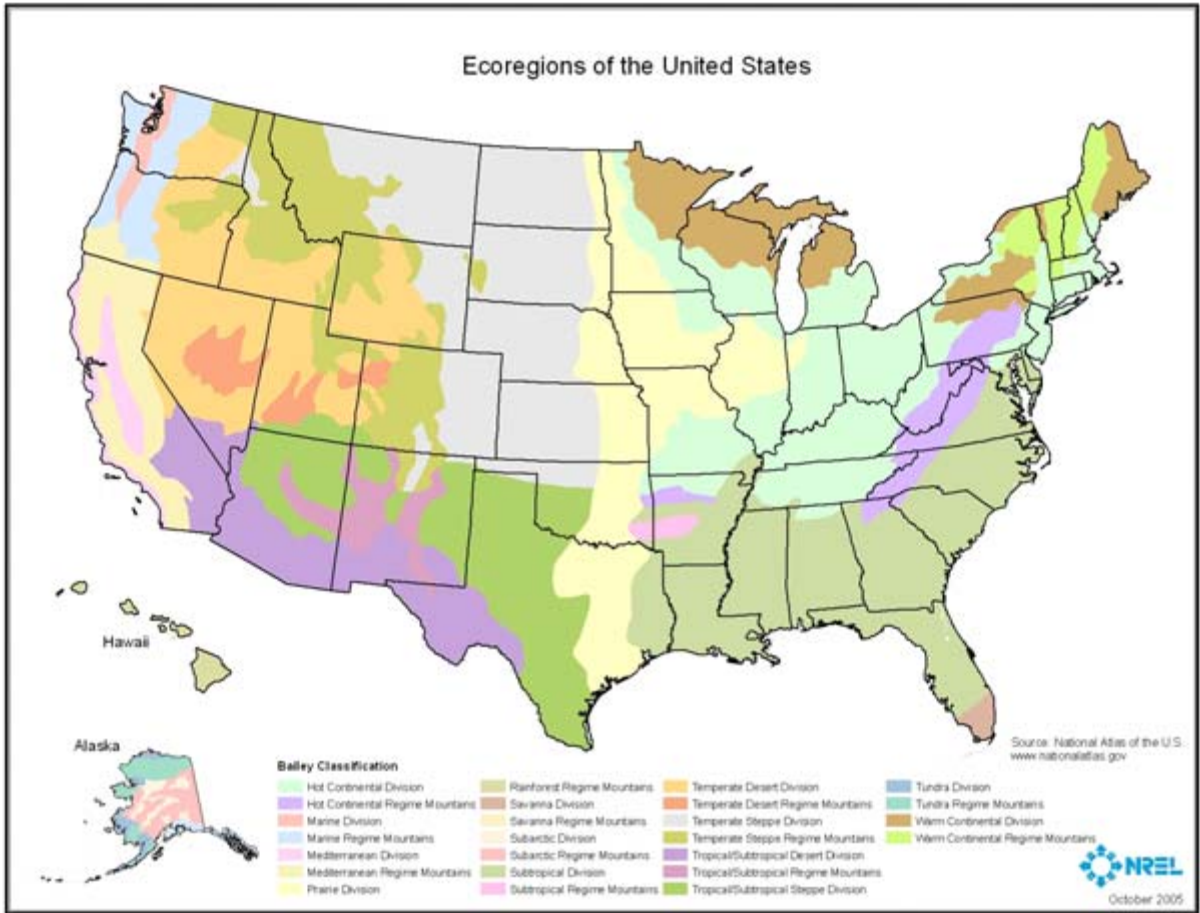 Ecoregions of the United States
Hawaii
Alaska
Source: National Atlas of the U.S.
www.nationalatlas.gov
Bailey Classification
Hot Continental Division
Hot Continental Regime Mountains
Marine Division
Marine Regime Mountains
Mediterranean Division
Mediterranean Regime Mountains
Prairie Division
Rainforest Regime Mountains
Savanna Division
Savanna Regime Mountains
Subarctic Division
Subarctic Regime Mountains
Subtropical Division
Subtropical Regime Mountains
Temperate Desert Division
Temperate Desert Regime Mountains
Temperate Steppe Division
Temperate Steppe Regime Mountains
Tropical/Subtropical Desert Division
Tropical/Subtropical Regime Mountains
Tropical/Subtropical Steppe Division
Tundra Division
Tundra Regime Mountains
Warm Continental Division
Warm Continental Regime Mountains
NREL
October 2005